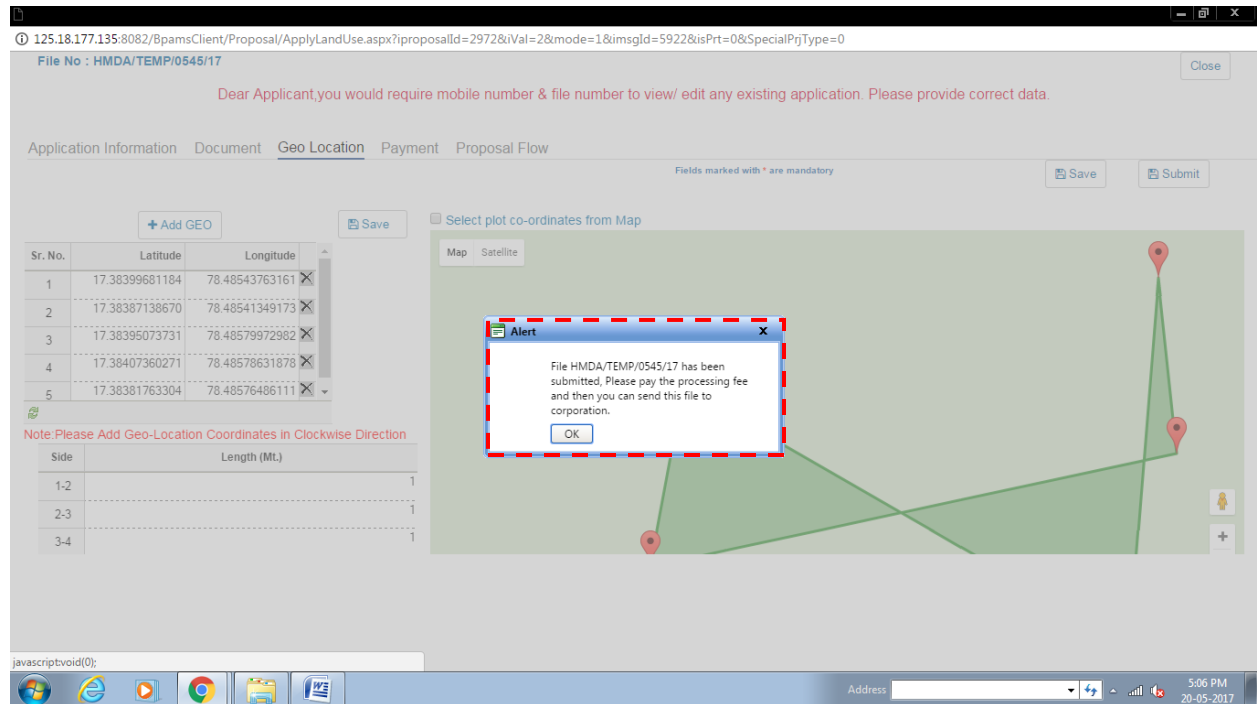 125.18.177.135:8082/BpamsClient/Proposal/ApplyLandUse.aspx?iproposalId=2972&iVal=2&mode=1&imsgId=5922&isPrt=0&SpecialPrjType=0
File No : HMDA/TEMP/0545/17
Close
Dear Applicant,you would require mobile number & file number to view/ edit any existing application. Please provide correct data.
Application Information Document Geo Location Payment Proposal Flow
Fields marked with * are mandatory
Save Submit
+ Add GEO Save
Select plot co-ordinates from Map
Sr. No. Latitude Longitude
1 17.38399681184 78.48543763161
2 17.38387138670 78.48541349173
3 17.38395073731 78.48579972982
4 17.38407360271 78.48578631878
5 17.38381763304 78.48576486111
Note:Please Add Geo-Location Coordinates in Clockwise Direction
Side Length (Mt.)
1-2 1
2-3 1
3-4 1
Map Satellite
Alert x
File HMDA/TEMP/0545/17 has been
submitted, Please pay the processing fee
and then you can send this file to
corporation.
OK
+
javascript:void(0);
Address
5:06 PM
20-05-2017